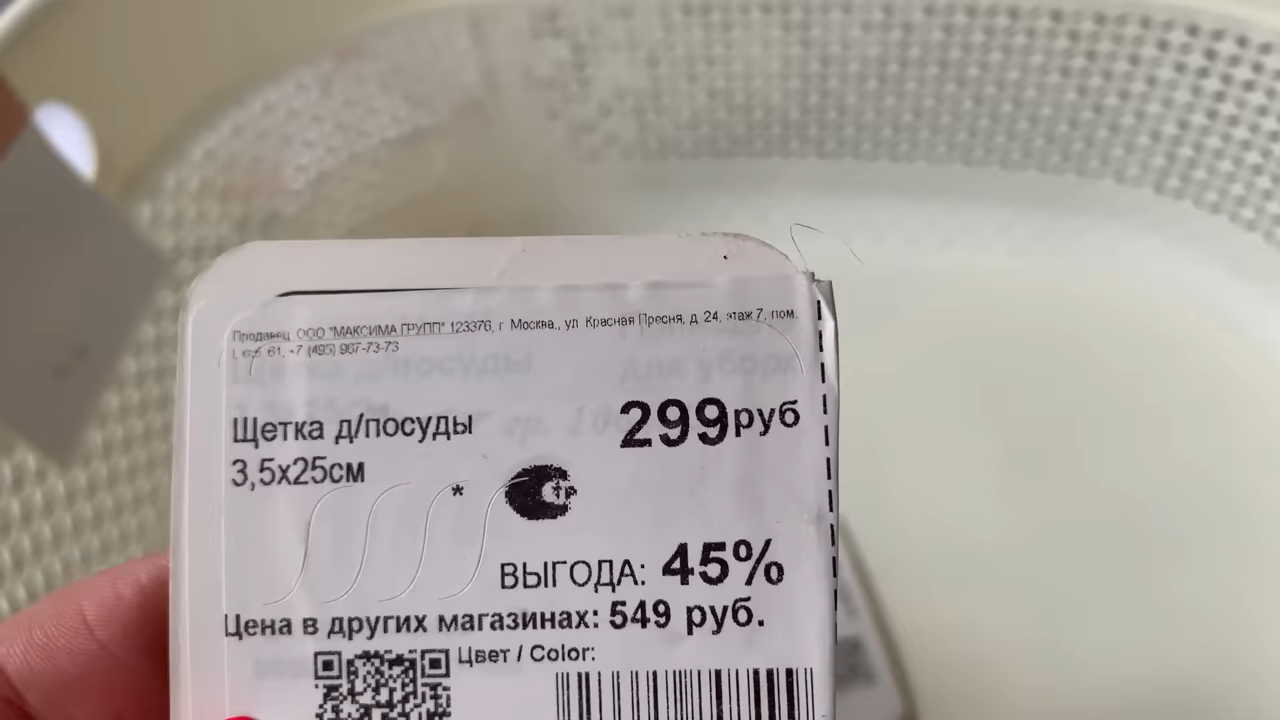 Продавец ООО "МАКСИМА ГРУПП" 123376, г. Москва., ул. Красная Пресня, д. 24, этаж 7, пом.
61, +7 (495) 967-73-73
Щетка д/посуды
299руб
3,5x25см
*
ВЫГОДА: 45%
Цена в других магазинах: 549 руб.
Цвет / Color: